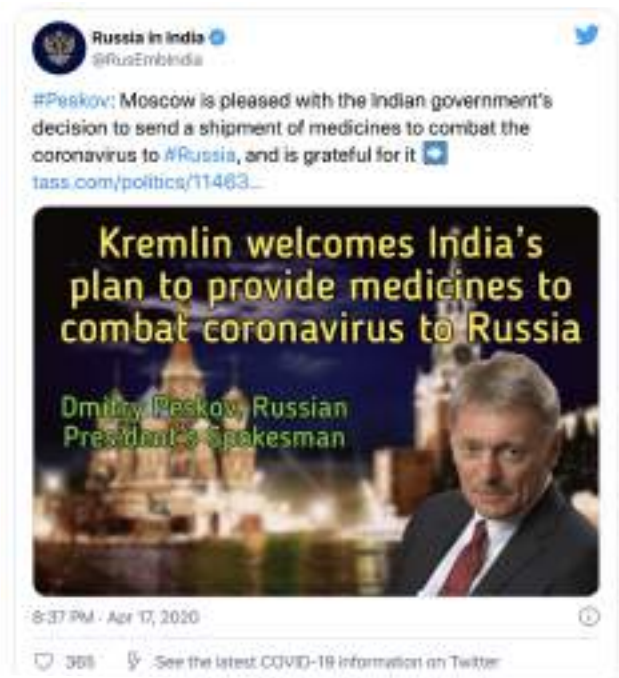 Russia in India
@RusEmbIndia
#Peskov: Moscow is pleased with the Indian government's
decision to send a shipment of medicines to combat the
coronavirus to #Russia, and is grateful for it ➡
tass.com/politics/11463...
Kremlin welcomes India's
plan to provide medicines to
combat coronavirus to Russia
Dmitry Peskov, Russian
President's Spokesman
8:37 PM · Apr 17, 2020
365 See the latest COVID-19 information on Twitter